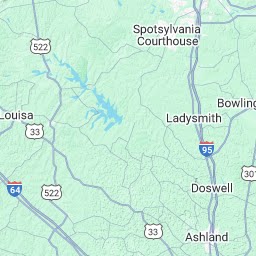 Spotsylvania
Courthouse
522
Bowling
Louisa
Ladysmith
33
95
64
522
Doswell
301
33
Ashland